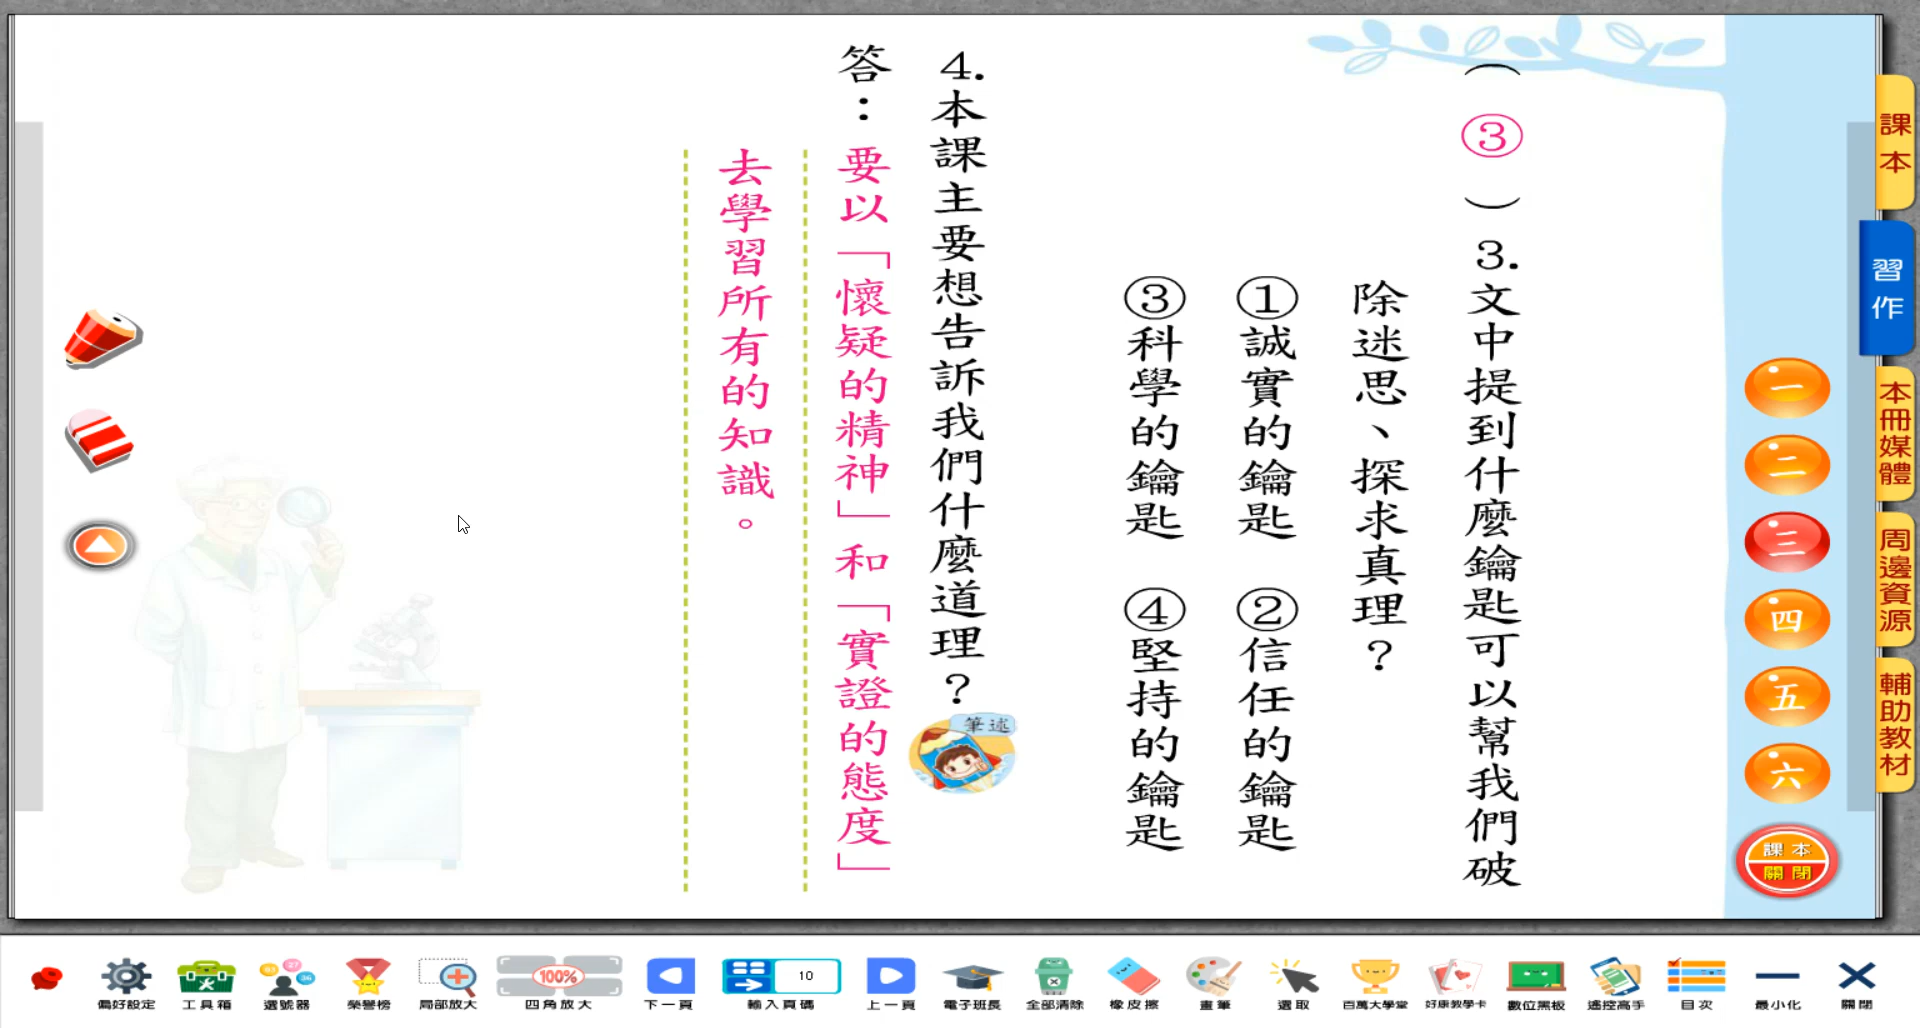 （ ③ ）3.文中提到什麼鑰匙可以幫我們破
除迷思、探求真理？
①誠實的鑰匙 ②信任的鑰匙
③科學的鑰匙 ④堅持的鑰匙
4.本課主要想告訴我們什麼道理？
筆述
答：要以「懷疑的精神」和「實證的態度」
去學習所有的知識。
課本
習作
本冊媒體
周邊資源
輔助教材
一
二
三
四
五
六
課本
關閉
偏好設定
工具箱
選號器
榮譽榜
局部放大
100%
四角放大
下一頁
10
輸入頁碼
上一頁
電子班長
全部清除
橡皮擦
畫筆
選取
百萬大學堂
好康教學卡
數位黑板
遙控高手
目次
最小化
關閉